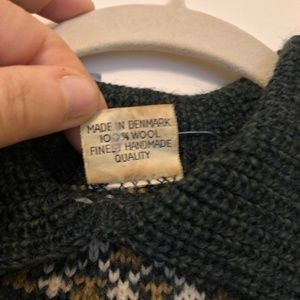 MADE IN DENMARK
100% WOOL
FINEST HANDMADE
QUALITY